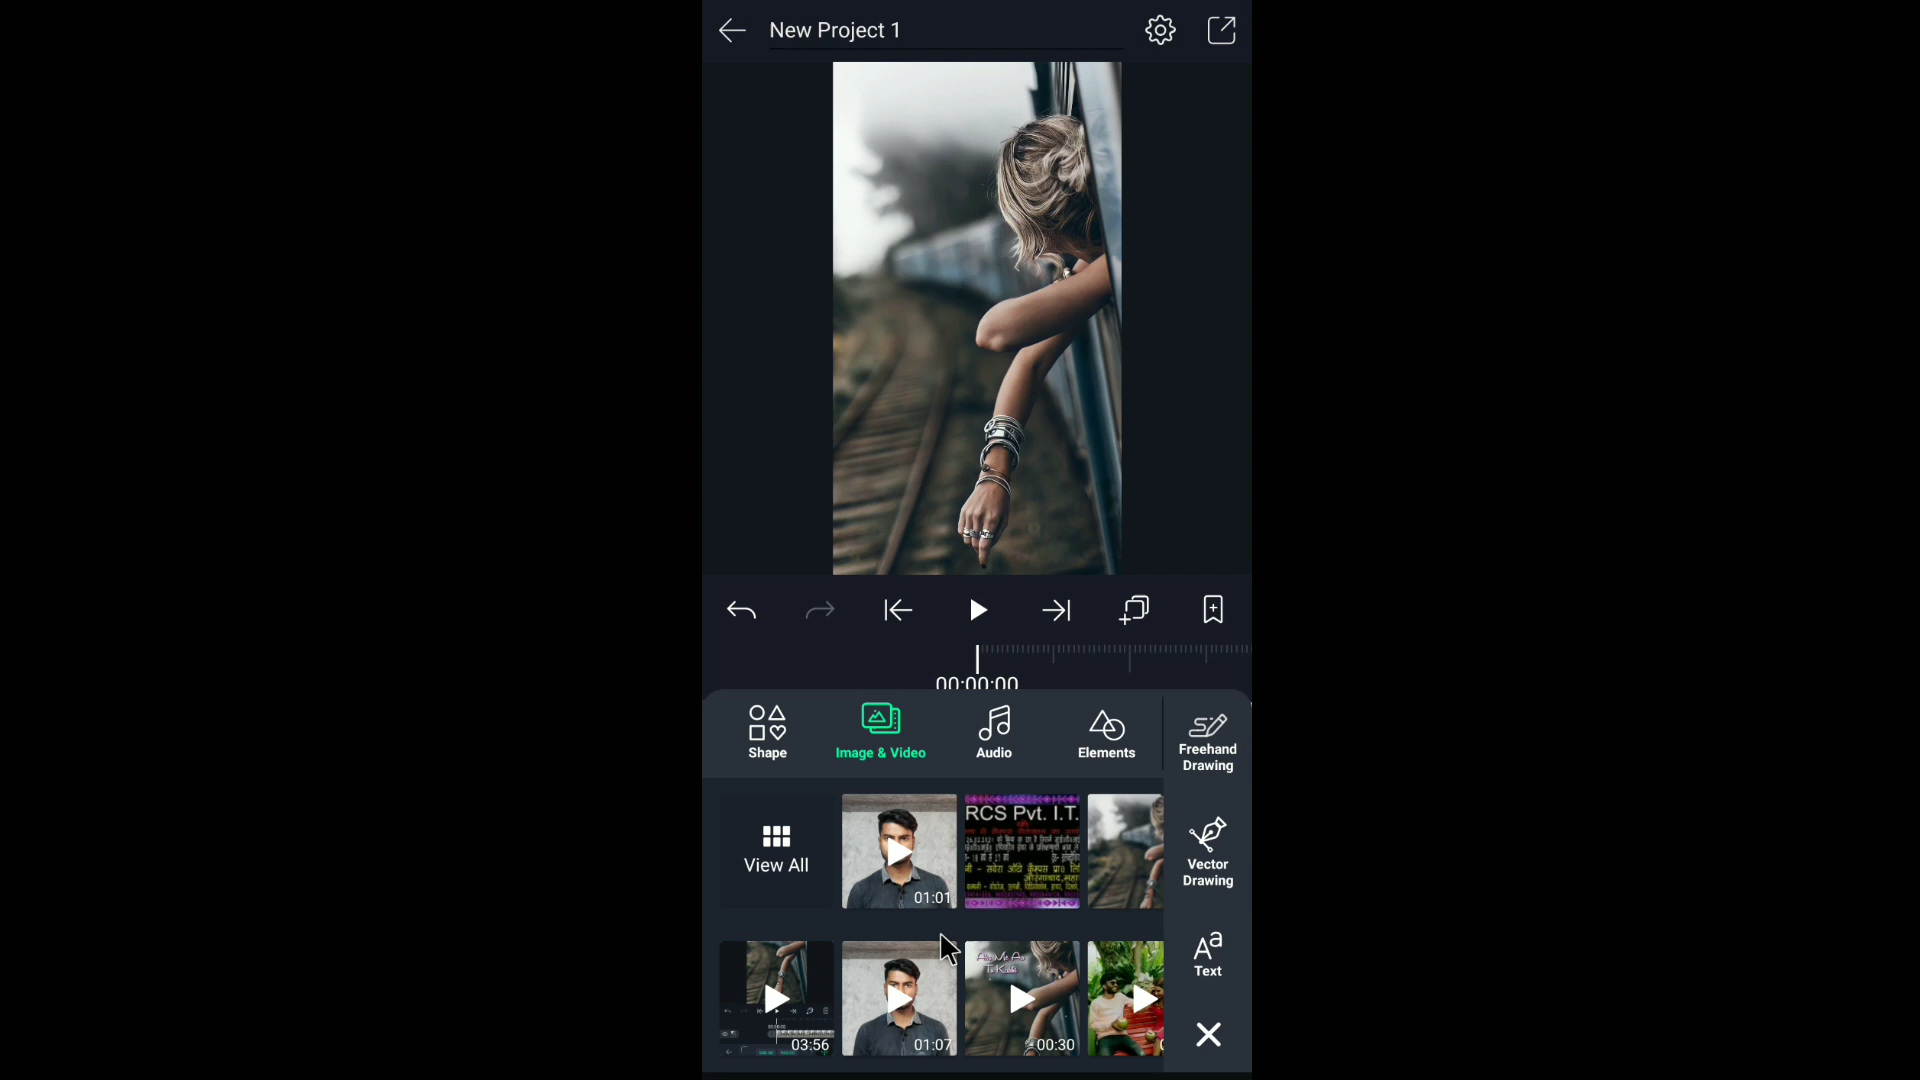 New Project 1
00:00:00
Shape
Image & Video
Audio
Elements
Freehand
Drawing
View All
01:01
RCS Pvt. I.T.
Vector
Drawing
Text
03:56
01:07
00:30